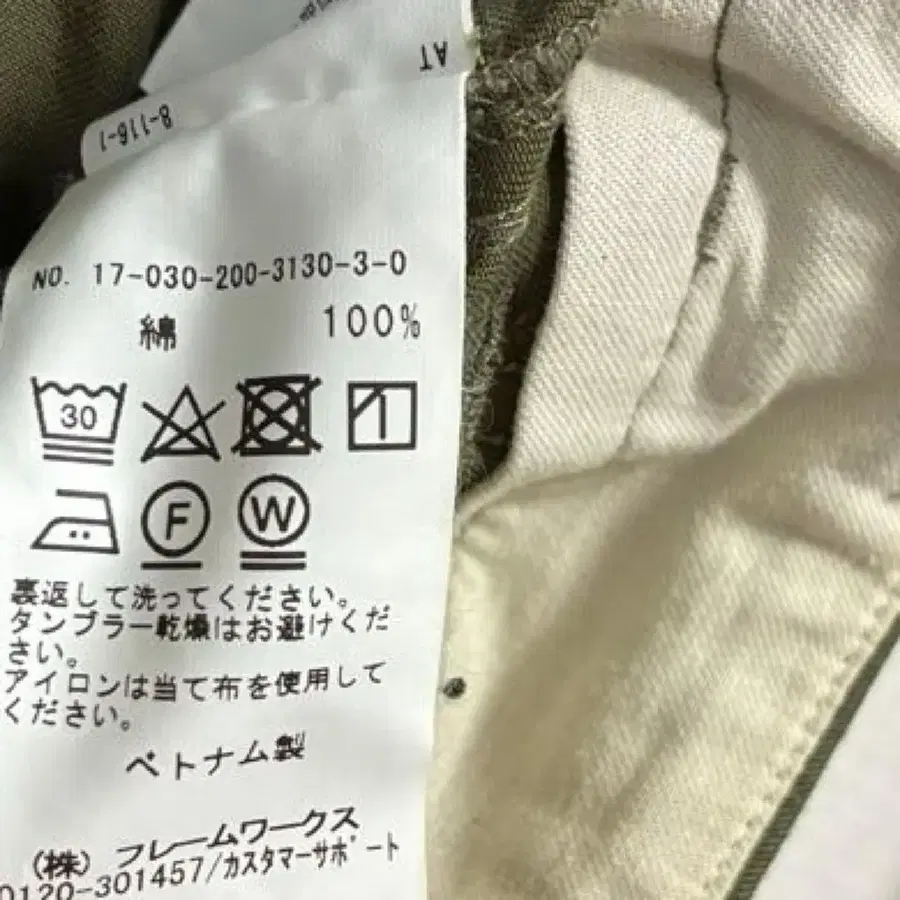 AT
8-116-1
NO. 17-030-200-3130-3-0
綿 100%
30
F W
裏返して洗ってください。
タンブラー乾燥はお避けくだ
さい。
アイロンは当て布を使用して
ください。
ベトナム製
(株) フレームワークス
0120-301457/カスタマーサポート